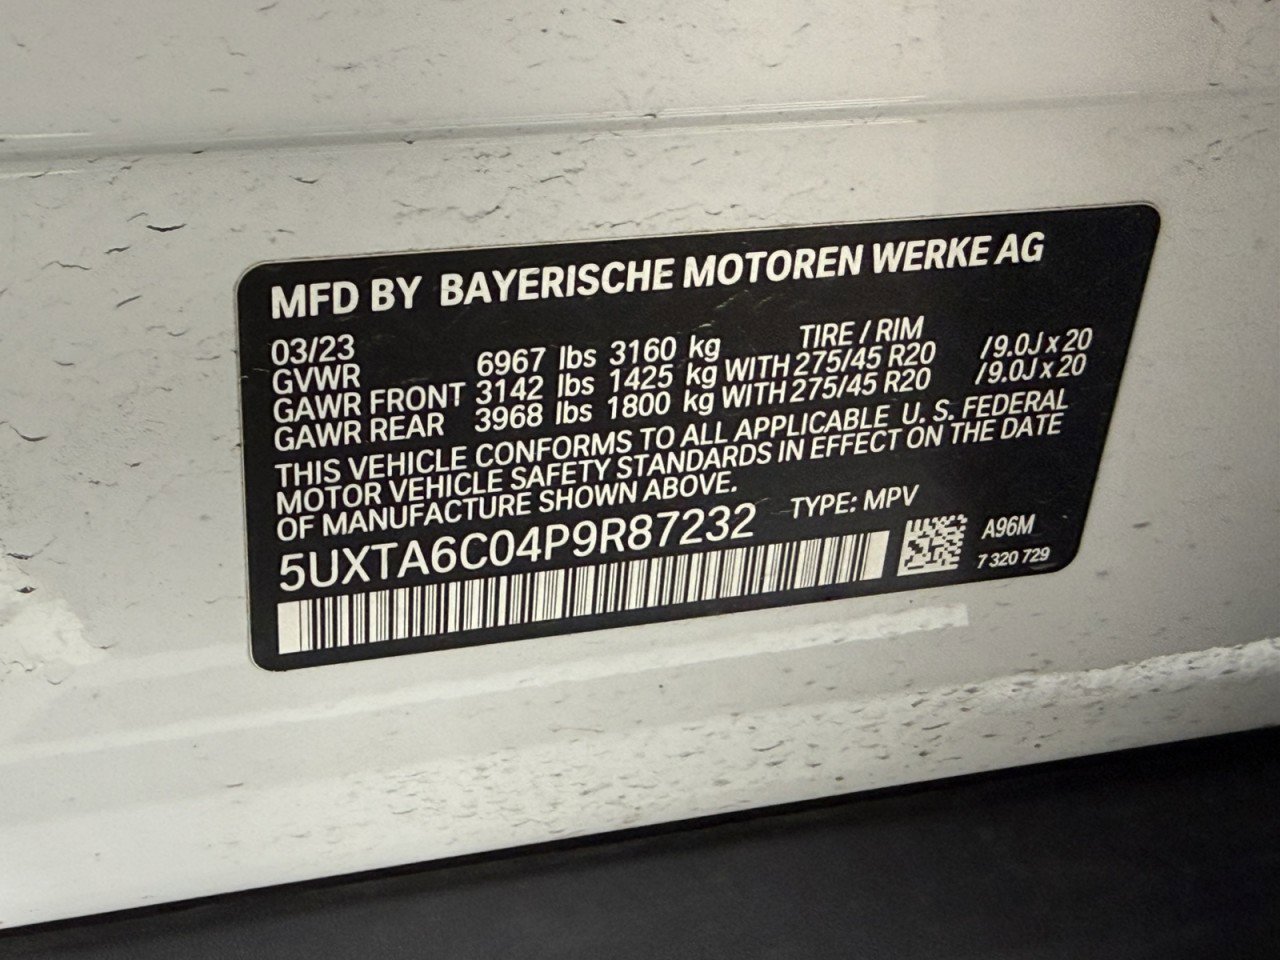 MFD BY BAYERISCHE MOTOREN WERKE AG
03/23 TIRE / RIM
GVWR 6967 lbs 3160 kg
GAWR FRONT 3142 lbs 1425 kg WITH 275/45 R20 /9.0J x 20
GAWR REAR 3968 lbs 1800 kg WITH 275/45 R20 /9.0J x 20
THIS VEHICLE CONFORMS TO ALL APPLICABLE U. S. FEDERAL
MOTOR VEHICLE SAFETY STANDARDS IN EFFECT ON THE DATE
OF MANUFACTURE SHOWN ABOVE.
5UXTA6C04P9R87232 TYPE: MPV
A96M
7 320 729